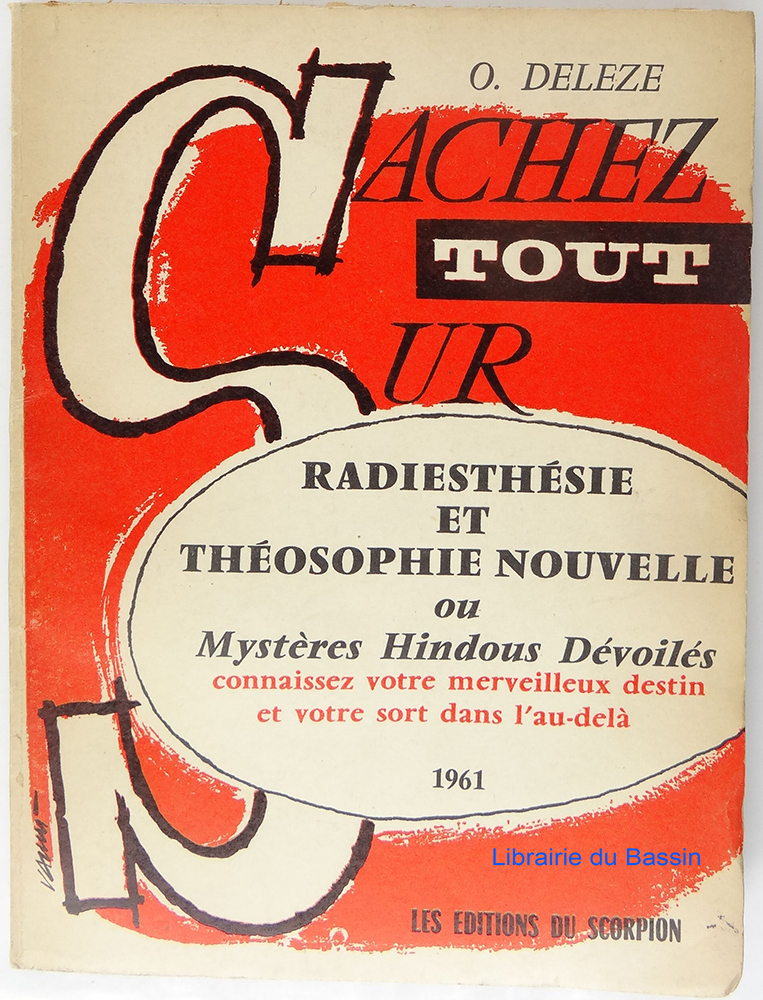 O. DELEZE
SACHEZ
TOUT
SUR
RADIESTHÉSIE
ET
THÉOSOPHIE NOUVELLE
ou
Mystères Hindous Dévoilés
connaissez votre merveilleux destin
et votre sort dans l'au-delà
1961
Librairie du Bassin
LES EDITIONS DU SCORPION